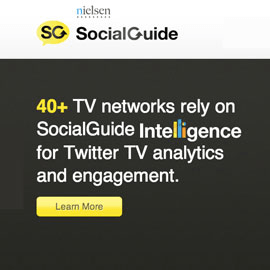 nielsen
SG SocialGuide
40+ TV networks rely on
SocialGuide Intelligence
for Twitter TV analytics
and engagement.
Learn More